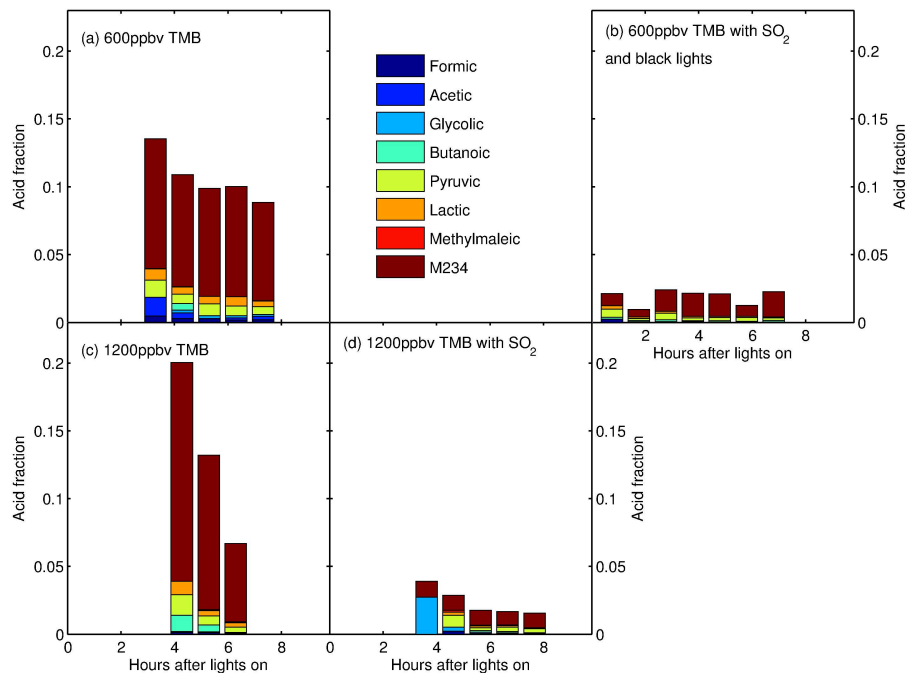 (a) 600ppbv TMB
(b) 600ppbv TMB with SO2
and black lights
Formic
Acetic
Glycolic
Butanoic
Pyruvic
Lactic
Methylmaleic
M234
Acid fraction
0.2
0.15
0.1
0.05
0
Acid fraction
0.2
0.15
0.1
0.05
0
2 4 6 8
Hours after lights on
(c) 1200ppbv TMB
(d) 1200ppbv TMB with SO2
Acid fraction
0.2
0.15
0.1
0.05
0
0 2 4 6 8
Hours after lights on
0 2 4 6 8
Hours after lights on
Acid fraction
0.2
0.15
0.1
0.05
0